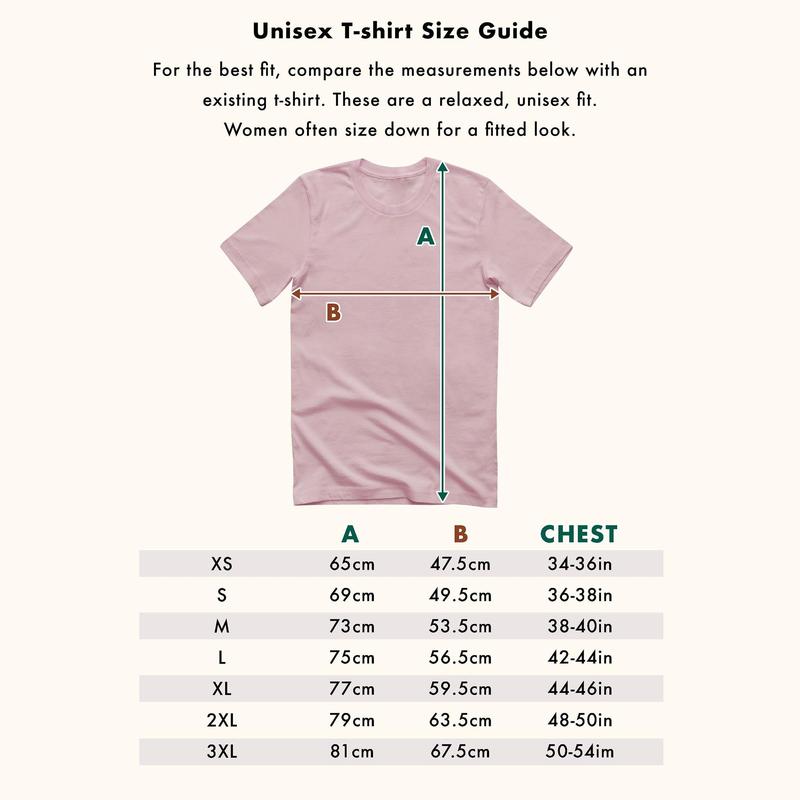 Unisex T-shirt Size Guide
For the best fit, compare the measurements below with an
existing t-shirt. These are a relaxed, unisex fit.
Women often size down for a fitted look.
A
B
A B CHEST
XS 65cm 47.5cm 34-36in
S 69cm 49.5cm 36-38in
M 73cm 53.5cm 38-40in
L 75cm 56.5cm 42-44in
XL 77cm 59.5cm 44-46in
2XL 79cm 63.5cm 48-50in
3XL 81cm 67.5cm 50-54im